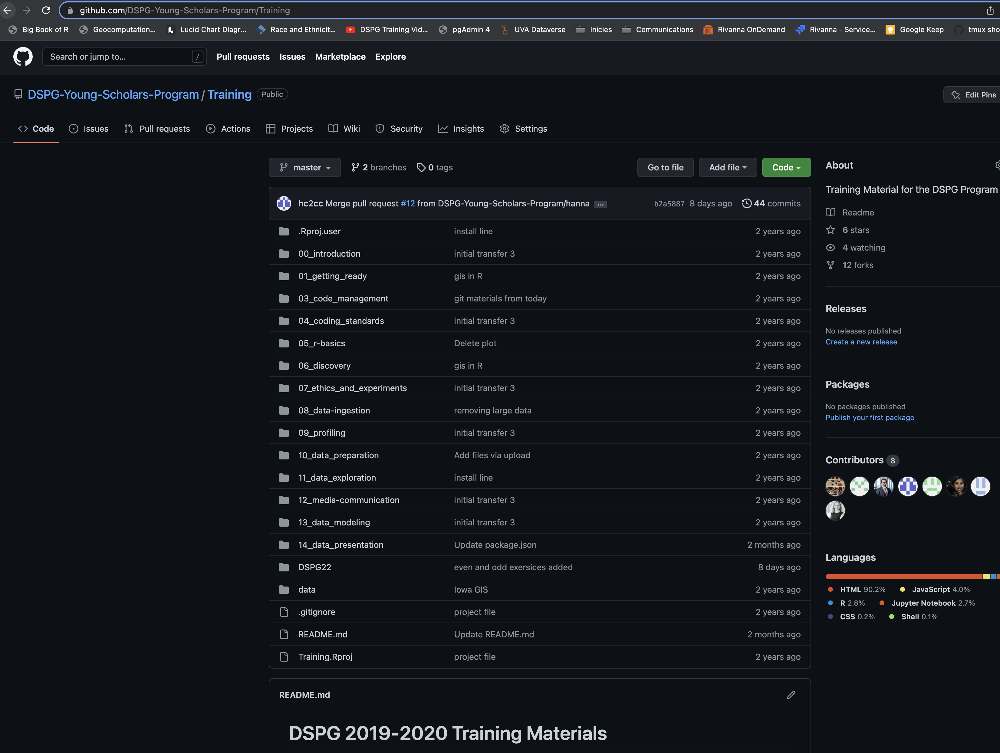 github.com/DSPG-Young-Scholars-Program/Training
Big Book of R Geocomputation... Lucid Chart Diagr... Race and Ethnicit... DSPG Training Vid... pgAdmin 4 UVA Dataverse Inicies Communications Rivanna OnDemand Rivanna - Service... Google Keep tmux sho
Search or jump to... / Pull requests Issues Marketplace Explore
DSPG-Young-Scholars-Program / Training Public
Edit Pins
Code Issues Pull requests Actions Projects Wiki Security Insights Settings
master 2 branches 0 tags Go to file Add file Code
hc2cc Merge pull request #12 from DSPG-Young-Scholars-Program/hanna ... b2a5887 8 days ago 44 commits
.Rproj.user install line 2 years ago
00_introduction initial transfer 3 2 years ago
01_getting_ready gis in R 2 years ago
03_code_management git materials from today 2 years ago
04_coding_standards initial transfer 3 2 years ago
05_r-basics Delete plot 2 years ago
06_discovery gis in R 2 years ago
07_ethics_and_experiments initial transfer 3 2 years ago
08_data-ingestion removing large data 2 years ago
09_profiling initial transfer 3 2 years ago
10_data_preparation Add files via upload 2 years ago
11_data_exploration install line 2 years ago
12_media-communication initial transfer 3 2 years ago
13_data_modeling initial transfer 3 2 years ago
14_data_presentation Update package.json 2 months ago
DSPG22 even and odd exersices added 8 days ago
data Iowa GIS 2 years ago
.gitignore project file 2 years ago
README.md Update README.md 2 months ago
Training.Rproj project file 2 years ago
README.md
DSPG 2019-2020 Training Materials
About
Training Material for the DSPG Program
Readme
6 stars
4 watching
12 forks
Releases
No releases published
Create a new release
Packages
No packages published
Publish your first package
Contributors 8
Languages
HTML 90.2% JavaScript 4.0%
R 2.8% Jupyter Notebook 2.7%
CSS 0.2% Shell 0.1%